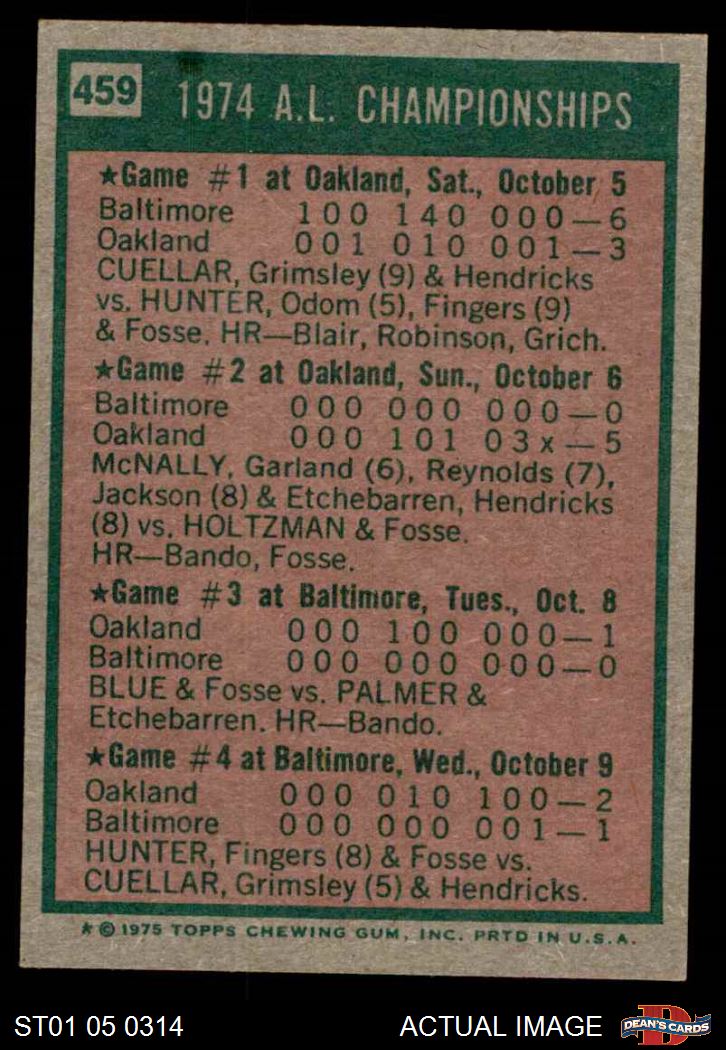 459 1974 A.L. CHAMPIONSHIPS
★Game #1 at Oakland, Sat., October 5
Baltimore 100 140 000—6
Oakland 001 010 001—3
CUELLAR, Grimsley (9) & Hendricks
vs. HUNTER, Odom (5), Fingers (9)
& Fosse. HR—Blair, Robinson, Grich.
★Game #2 at Oakland, Sun., October 6
Baltimore 000 000 000—0
Oakland 000 101 03x—5
McNALLY, Garland (6), Reynolds (7),
Jackson (8) & Etchebarren, Hendricks
(8) vs. HOLTZMAN & Fosse.
HR—Bando, Fosse.
★Game #3 at Baltimore, Tues., Oct. 8
Oakland 000 100 000—1
Baltimore 000 000 000—0
BLUE & Fosse vs. PALMER &
Etchebarren. HR—Bando.
★Game #4 at Baltimore, Wed., October 9
Oakland 000 010 100—2
Baltimore 000 000 001—1
HUNTER, Fingers (8) & Fosse vs.
CUELLAR, Grimsley (5) & Hendricks.
* © 1975 TOPPS CHEWING GUM, INC. PRTD IN U.S.A.
ST01 05 0314 ACTUAL IMAGE DEAN'S CARDS